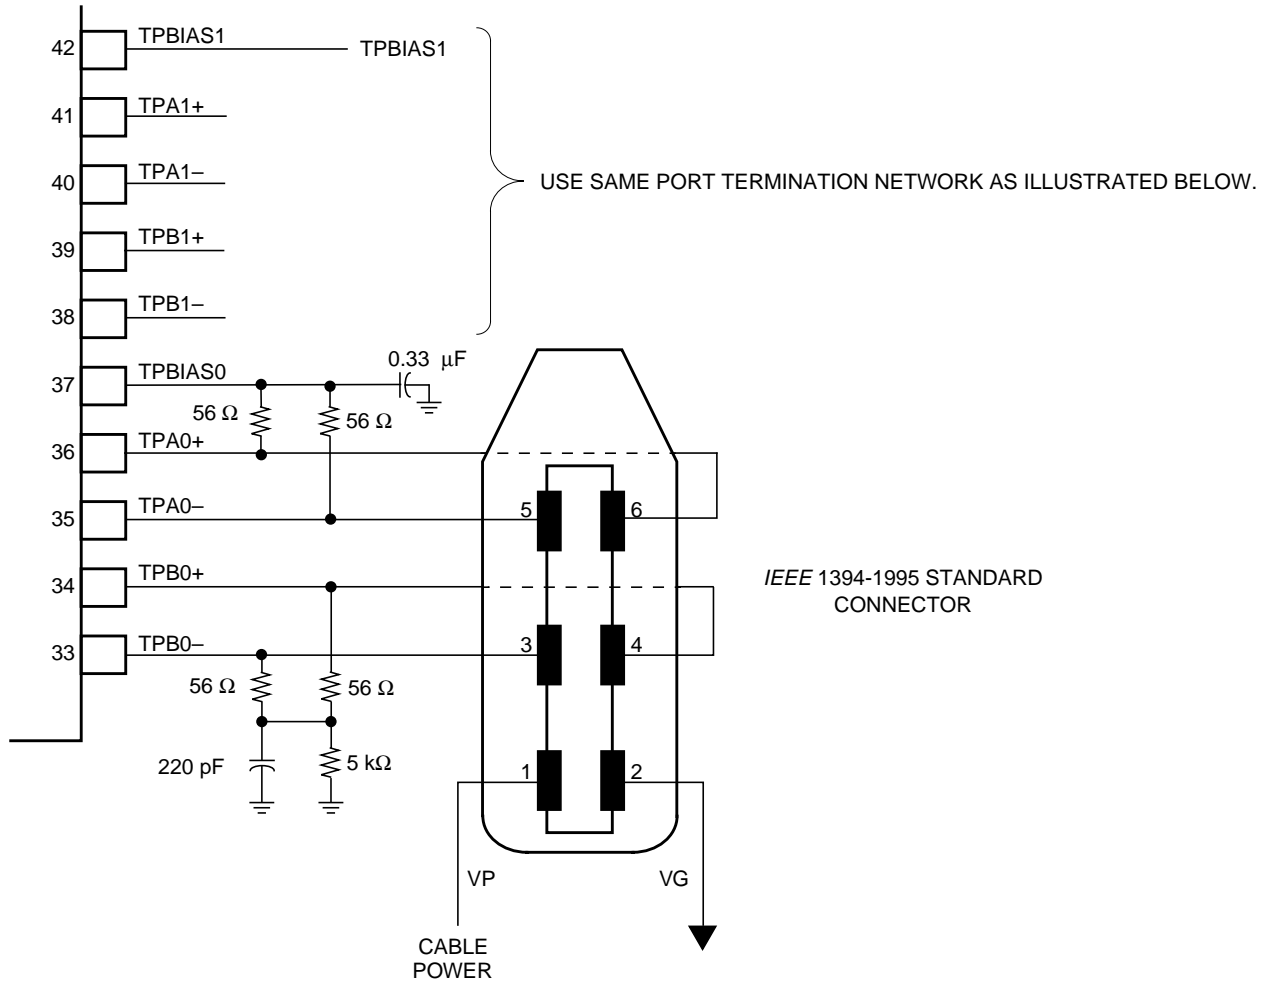 42 TPBIAS1 TPBIAS1
41 TPA1+
40 TPA1–
USE SAME PORT TERMINATION NETWORK AS ILLUSTRATED BELOW.
39 TPB1+
38 TPB1–
0.33 μF
37 TPBIAS0
56 Ω 56 Ω
36 TPA0+
35 TPA0– 5 6
34 TPB0+
IEEE 1394-1995 STANDARD
CONNECTOR
33 TPB0– 3 4
56 Ω 56 Ω
220 pF 5 kΩ 1 2
VP VG
CABLE
POWER